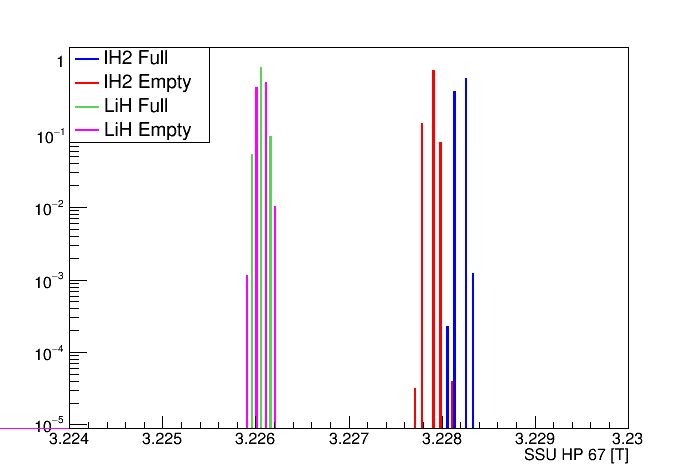 IH2 Full
IH2 Empty
LiH Full
LiH Empty
1
10⁻¹
10⁻²
10⁻³
10⁻⁴
10⁻⁵
3.224 3.225 3.226 3.227 3.228 3.229 3.23
SSU HP 67 [T]